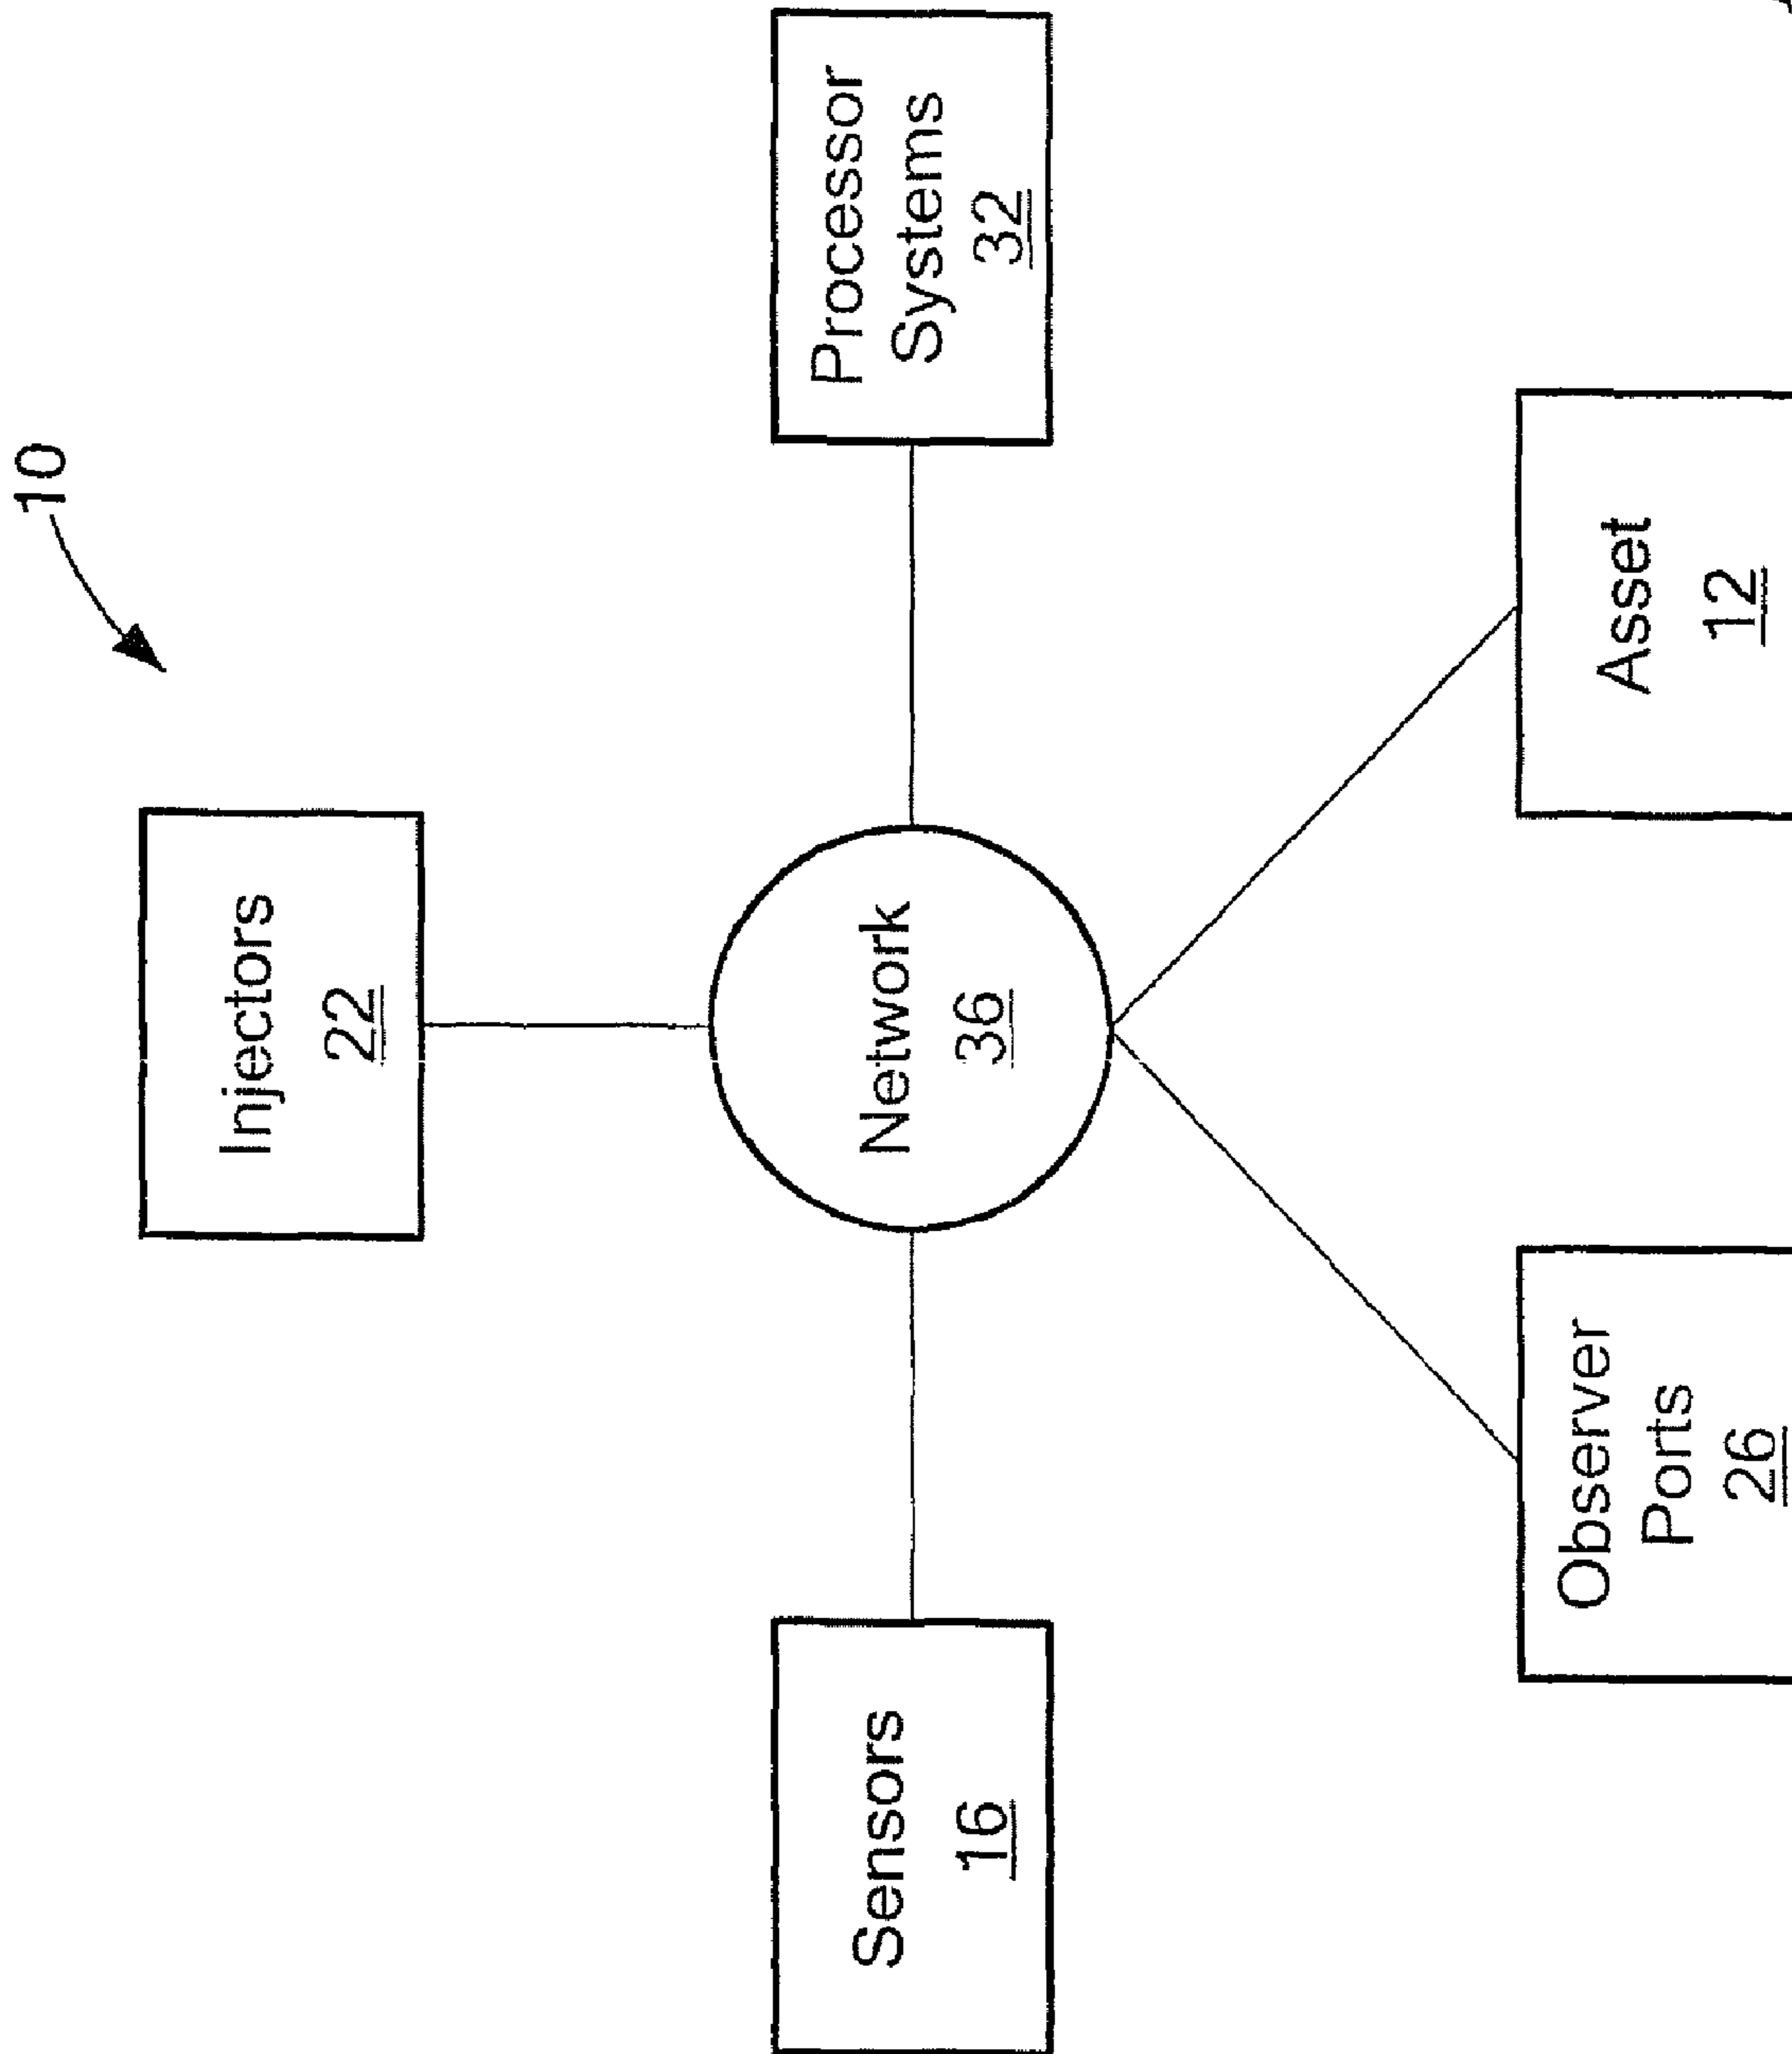 10
Injectors
22
Processor
Systems
32
Network
36
Sensors
16
Asset
12
Observer
Ports
26